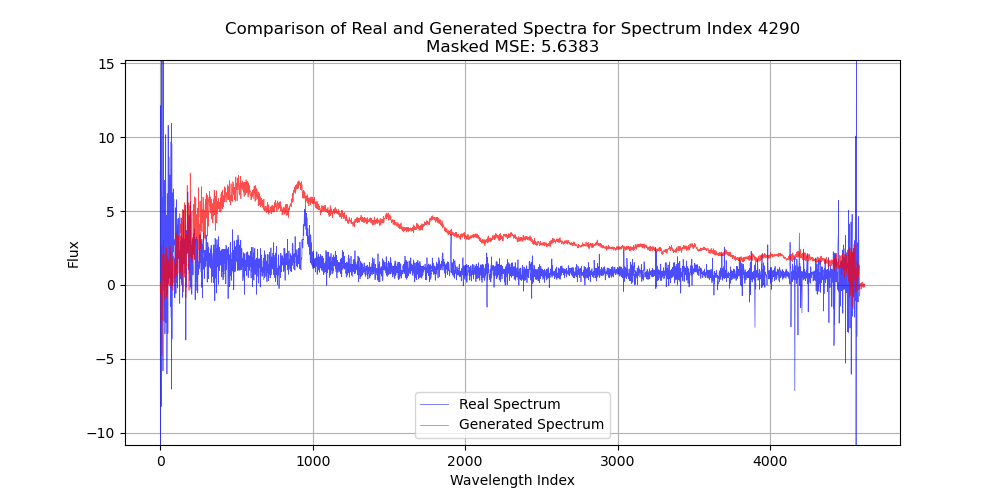 Comparison of Real and Generated Spectra for Spectrum Index 4290
Masked MSE: 5.6383
15
10
5
0
−5
−10
Flux
0 1000 2000 3000 4000
Wavelength Index
Real Spectrum
Generated Spectrum